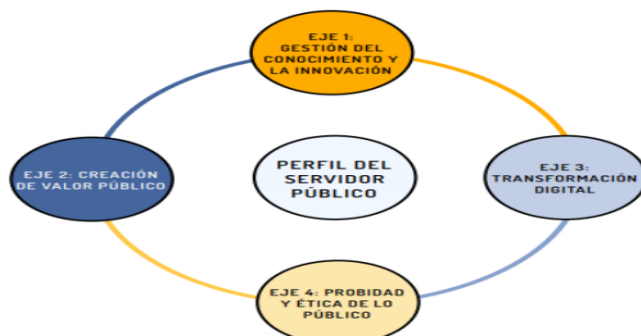 EJE 1:
GESTIÓN DEL
CONOCIMIENTO Y
LA INNOVACIÓN
EJE 2: CREACIÓN
DE VALOR PÚBLICO
PERFIL DEL
SERVIDOR
PÚBLICO
EJE 3:
TRANSFORMACIÓN
DIGITAL
EJE 4: PROBIDAD
Y ÉTICA DE LO
PÚBLICO